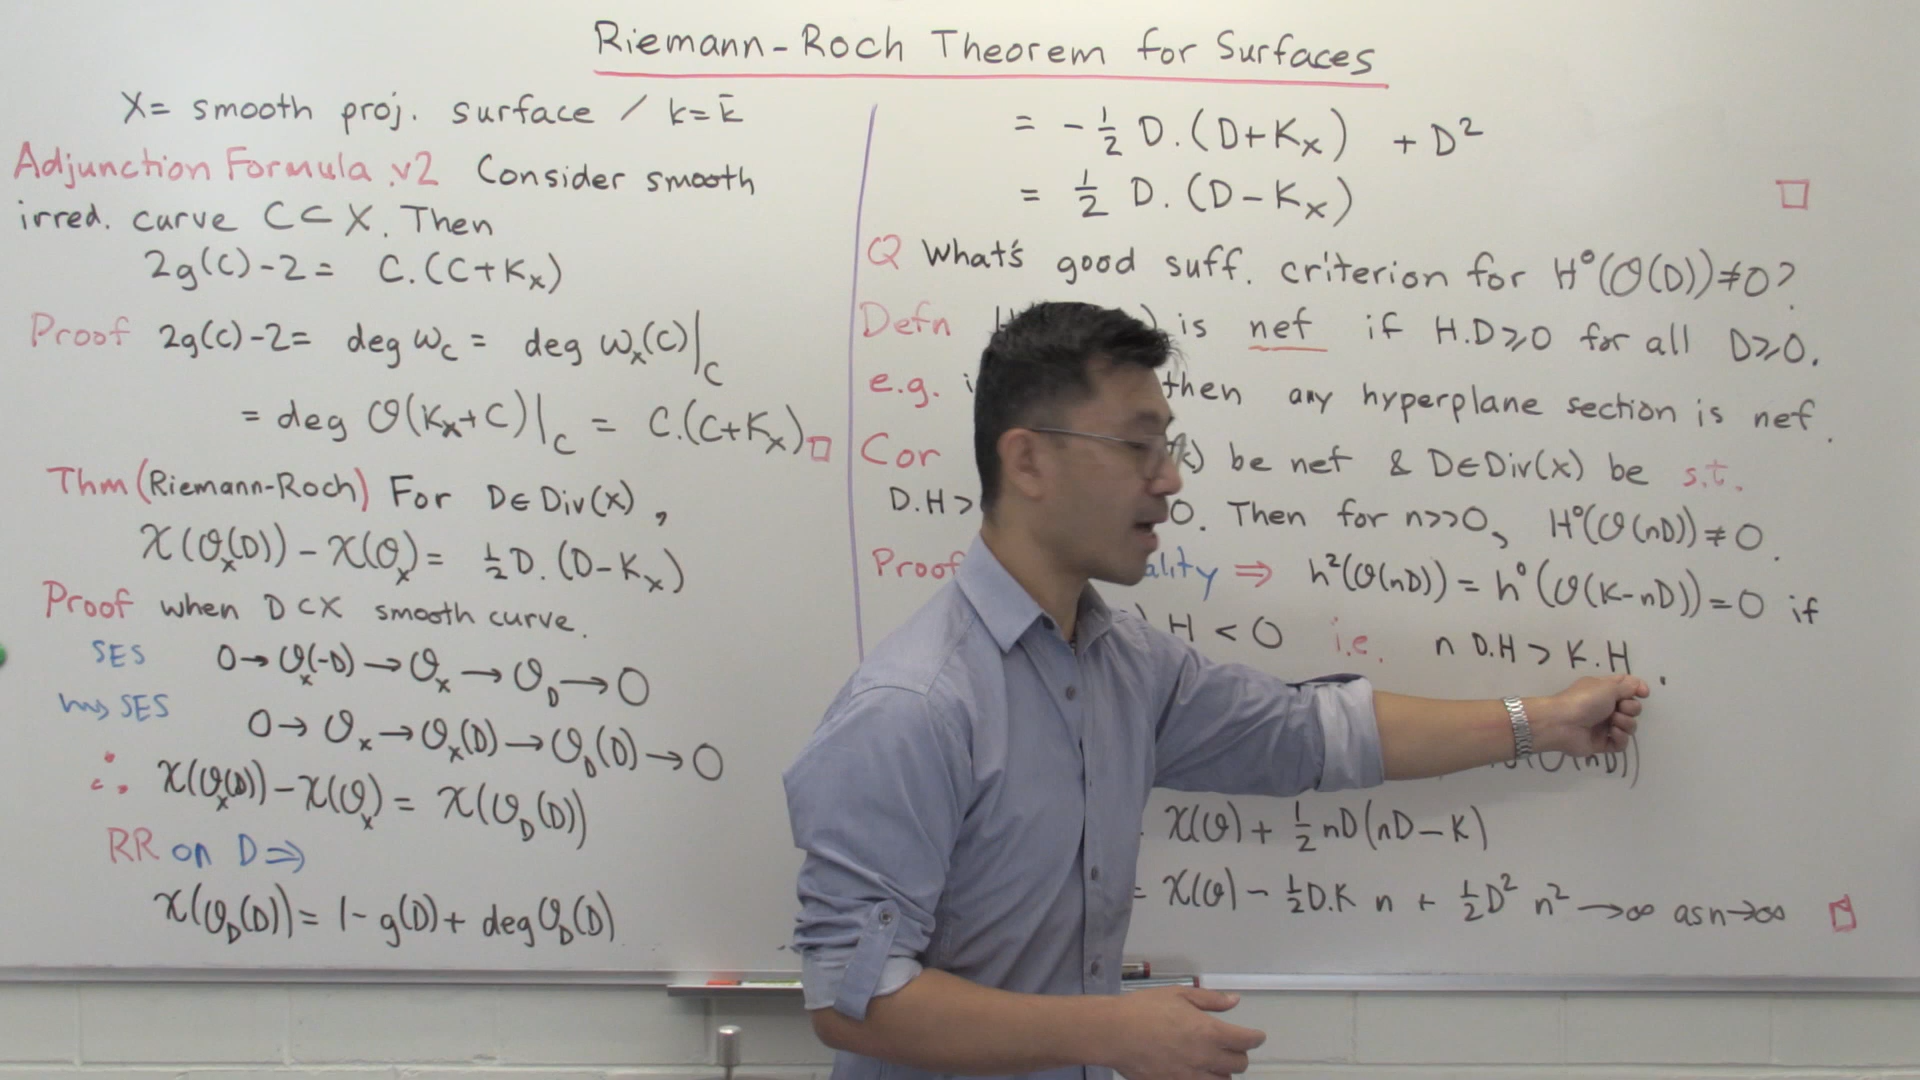 Riemann-Roch Theorem for Surfaces
X= smooth proj. surface / k=k̄
Adjunction Formula v2 Consider smooth
irred. curve C⊂X. Then
2g(C)-2= C.(C+K_X)
Proof 2g(C)-2= deg ω_C = deg ω_X(C)|_C
= deg O(K_X+C)|_C = C.(C+K_X) □
Thm (Riemann-Roch) For D∈Div(X),
χ(O_X(D)) - χ(O_X) = ½D.(D-K_X)
Proof when D⊂X smooth curve.
SES 0→O_X(-D)→O_X→O_D→0
⇝ SES
0→O_X→O_X(D)→O_D(D)→0
∴ χ(O_X(D)) - χ(O_X) = χ(O_D(D))
RR on D ⇒
χ(O_D(D)) = 1-g(D)+ deg O_D(D)
= -½ D.(D+K_X) + D²
= ½ D.(D-K_X) □
Q What's good suff. criterion for H⁰(O(D))≠0?
Defn is nef if H.D⩾0 for all D⩾0.
e.g. then any hyperplane section is nef.
Cor be nef & D∈Div(X) be s.t.
D.H> 0. Then for n>>0, H⁰(O(nD))≠0.
Proof ality ⇒ h²(O(nD)) = h⁰(O(K-nD))=0 if
H<0 i.e. n D.H > K.H.
(O(nD))
χ(O)+ ½nD(nD-K)
= χ(O) - ½D.K n + ½D² n² →∞ as n→∞ □